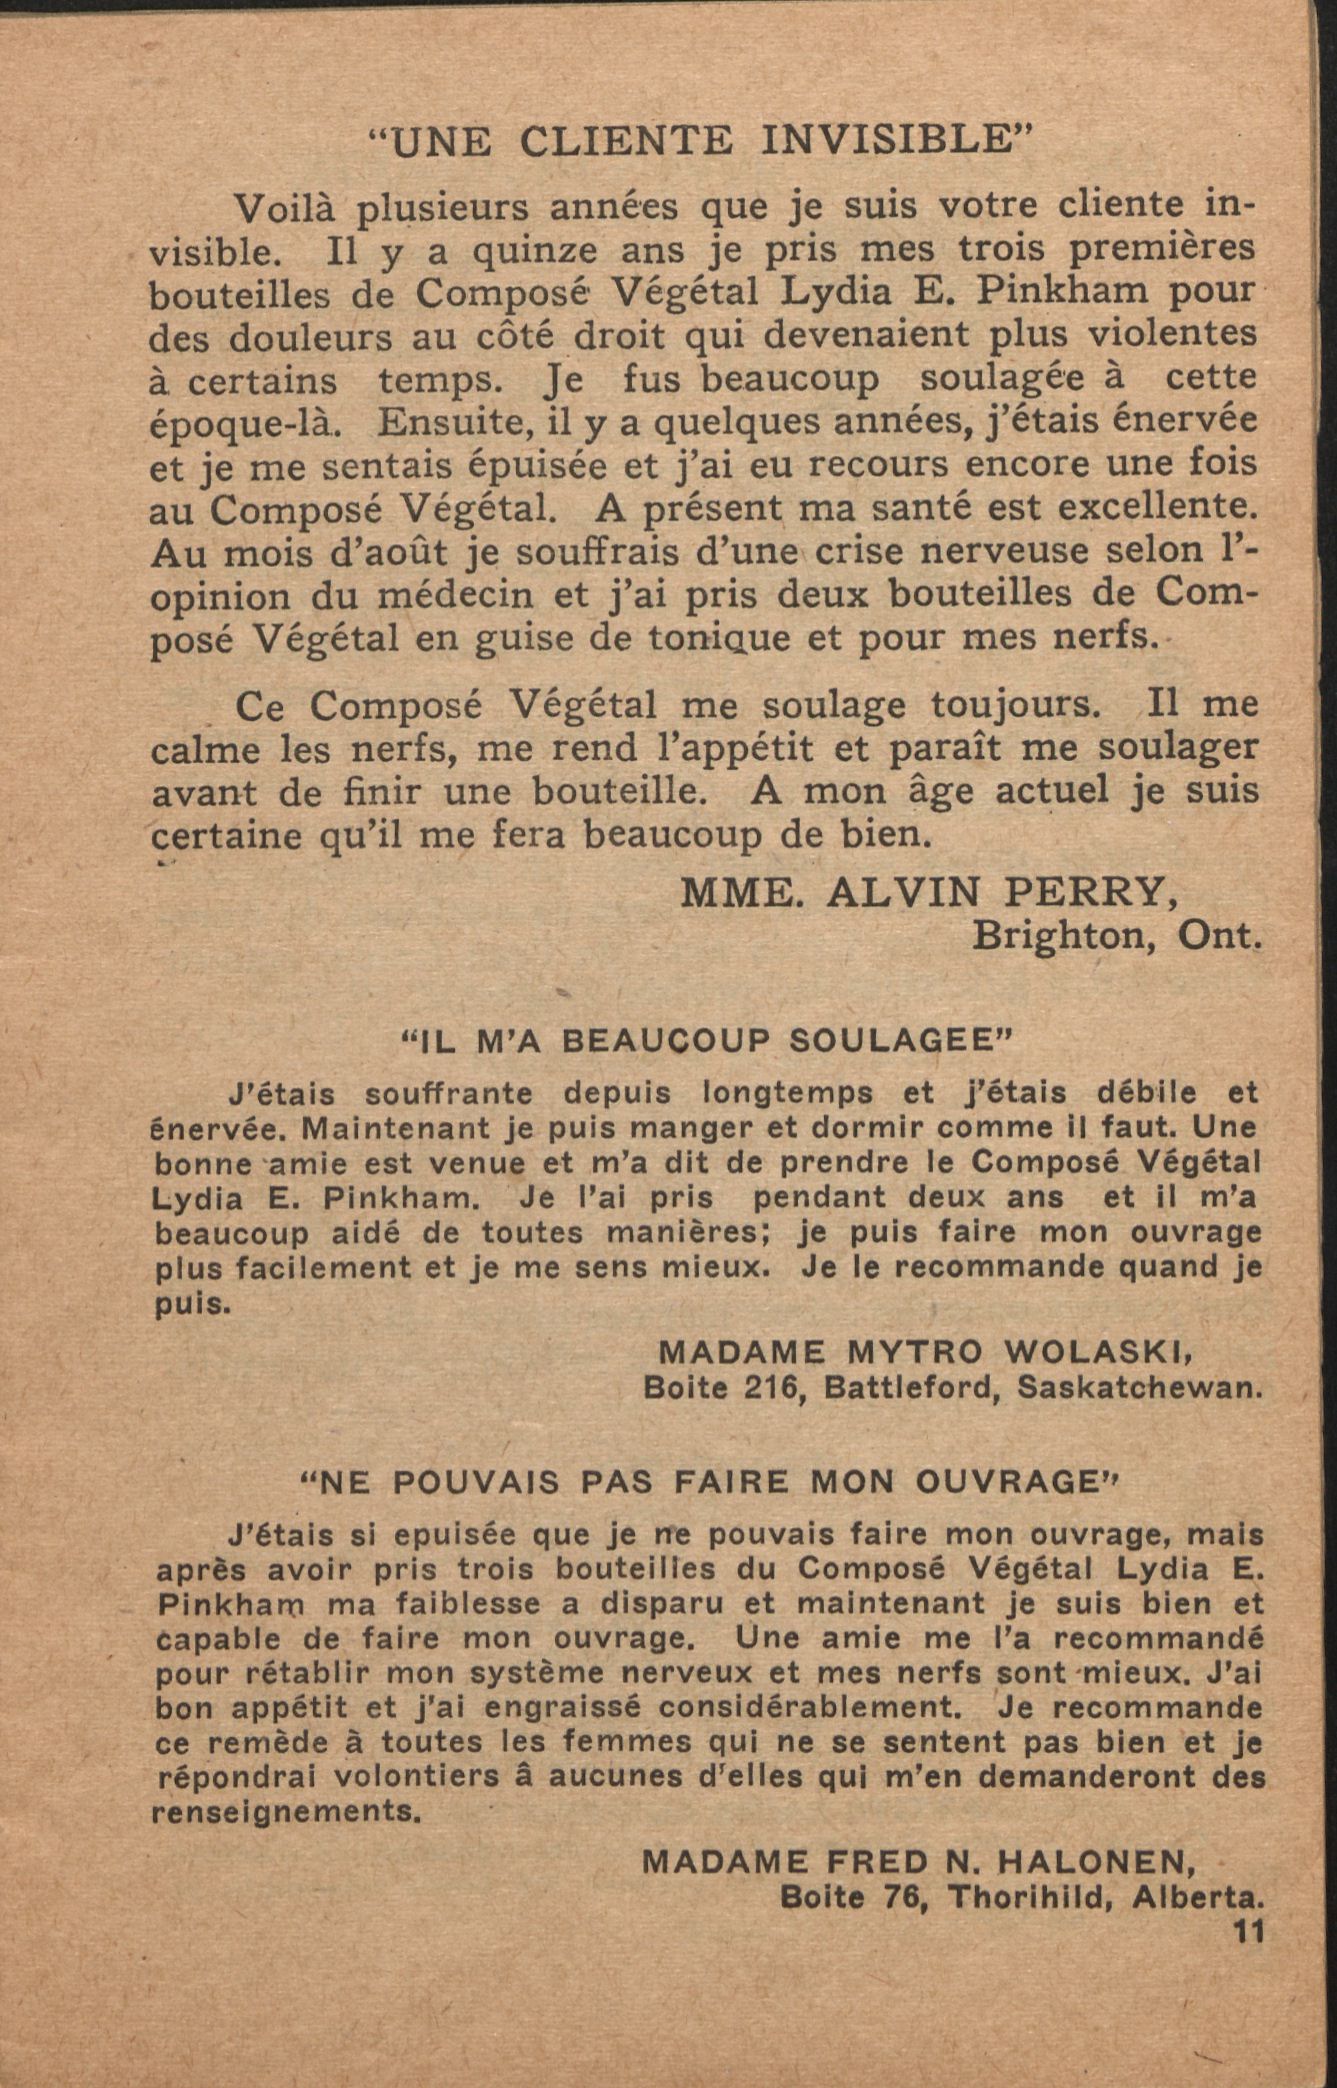 “UNE CLIENTE INVISIBLE”
Voilà plusieurs années que je suis votre cliente in-
visible. Il y a quinze ans je pris mes trois premières
bouteilles de Composé Végétal Lydia E. Pinkham pour
des douleurs au côté droit qui devenaient plus violentes
à certains temps. Je fus beaucoup soulagée à cette
époque-là. Ensuite, il y a quelques années, j’étais énervée
et je me sentais épuisée et j’ai eu recours encore une fois
au Composé Végétal. A présent ma santé est excellente.
Au mois d’août je souffrais d’une crise nerveuse selon l’-
opinion du médecin et j’ai pris deux bouteilles de Com-
posé Végétal en guise de tonique et pour mes nerfs.
Ce Composé Végétal me soulage toujours. Il me
calme les nerfs, me rend l’appétit et paraît me soulager
avant de finir une bouteille. A mon âge actuel je suis
certaine qu’il me fera beaucoup de bien.
MME. ALVIN PERRY,
Brighton, Ont.
“IL M’A BEAUCOUP SOULAGEE”
J’étais souffrante depuis longtemps et j’étais débile et
énervée. Maintenant je puis manger et dormir comme il faut. Une
bonne amie est venue et m’a dit de prendre le Composé Végétal
Lydia E. Pinkham. Je l’ai pris pendant deux ans et il m’a
beaucoup aidé de toutes manières; je puis faire mon ouvrage
plus facilement et je me sens mieux. Je le recommande quand je
puis.
MADAME MYTRO WOLASKI,
Boite 216, Battleford, Saskatchewan.
“NE POUVAIS PAS FAIRE MON OUVRAGE”
J’étais si epuisée que je ne pouvais faire mon ouvrage, mais
après avoir pris trois bouteilles du Composé Végétal Lydia E.
Pinkham ma faiblesse a disparu et maintenant je suis bien et
capable de faire mon ouvrage. Une amie me l’a recommandé
pour rétablir mon système nerveux et mes nerfs sont mieux. J’ai
bon appétit et j’ai engraissé considérablement. Je recommande
ce remède à toutes les femmes qui ne se sentent pas bien et je
répondrai volontiers â aucunes d’elles qui m’en demanderont des
renseignements.
MADAME FRED N. HALONEN,
Boite 76, Thorihild, Alberta.
11